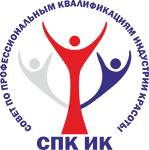 СОВЕТ ПО ПРОФЕССИОНАЛЬНЫМ КВАЛИФИКАЦИЯМ ИНДУСТРИИ КРАСОТЫ
СПК ИК